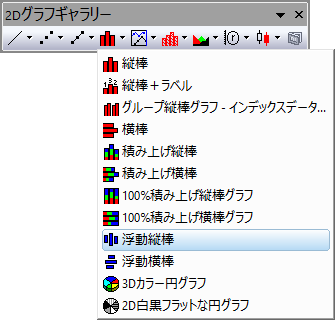 2Dグラフギャラリー
縦棒
縦棒+ラベル
グループ縦棒グラフ - インデックスデータ...
横棒
積み上げ縦棒
積み上げ横棒
100%積み上げ縦棒グラフ
100%積み上げ横棒グラフ
浮動縦棒
浮動横棒
3Dカラー円グラフ
2D白黒フラットな円グラフ